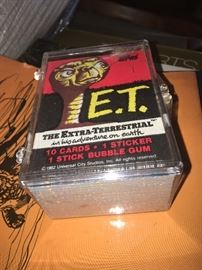 topps
E.T.
THE EXTRA-TERRESTRIAL
in his adventure on earth
10 CARDS • 1 STICKER
1 STICK BUBBLE GUM
© 1982 Universal City Studios, Inc. All rights reserved